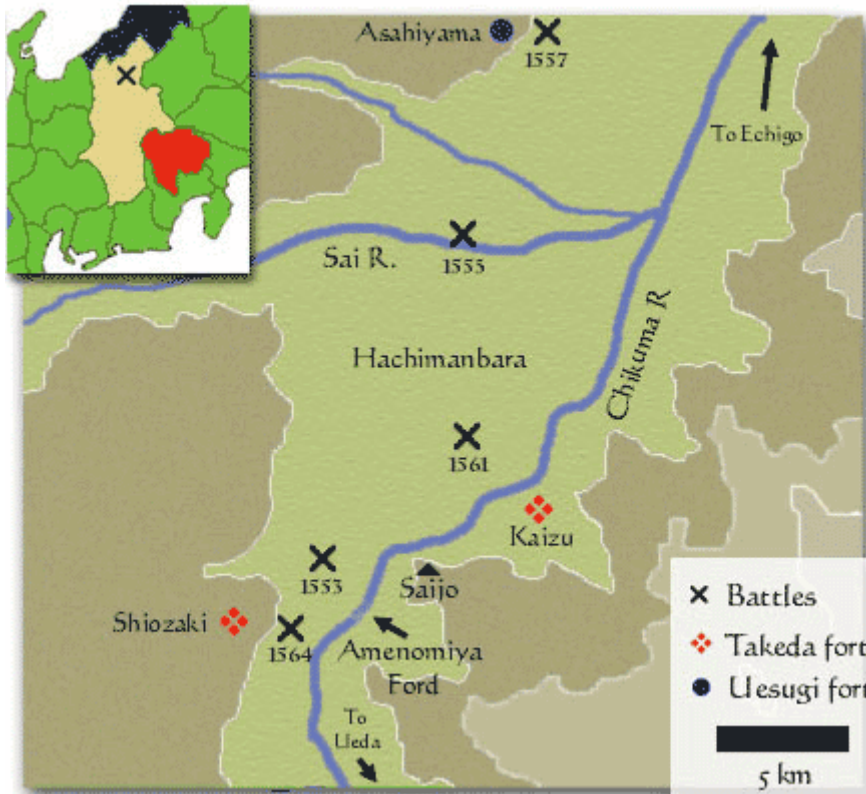 Asahiyama
1557
To Echigo
Sai R.
1555
Chikuma R
Hachimanbara
1561
Kaizu
1553
Saijo
Shiozaki
1564
Amenomiya
Ford
To
Ueda
Battles
Takeda fort
Uesugi fort
5 km